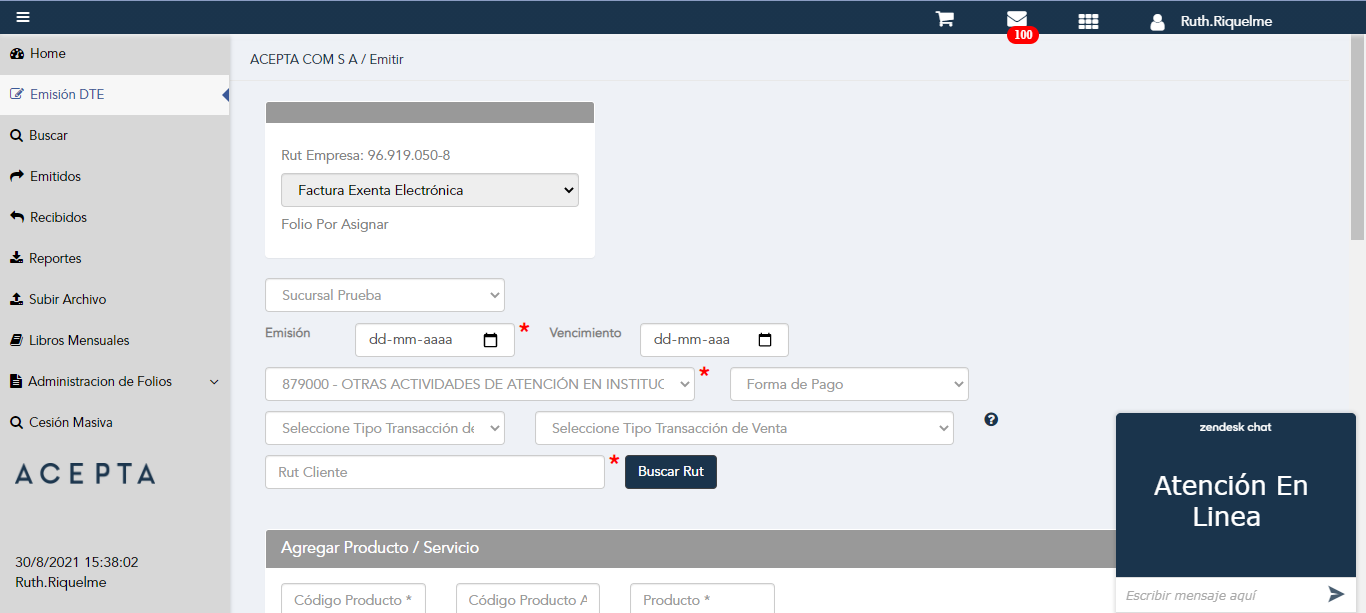 100
Ruth.Riquelme
Home
Emisión DTE
Buscar
Emitidos
Recibidos
Reportes
Subir Archivo
Libros Mensuales
Administracion de Folios
Cesión Masiva
ACEPTA
30/8/2021 15:38:02
Ruth.Riquelme
ACEPTA COM S A / Emitir
Rut Empresa: 96.919.050-8
Factura Exenta Electrónica
Folio Por Asignar
Sucursal Prueba
Emisión dd-mm-aaaa * Vencimiento dd-mm-aaa
879000 - OTRAS ACTIVIDADES DE ATENCIÓN EN INSTITUC * Forma de Pago
Seleccione Tipo Transacción de Seleccione Tipo Transacción de Venta ?
Rut Cliente * Buscar Rut
Agregar Producto / Servicio
Código Producto * Código Producto A Producto *
zendesk chat
Atención En
Linea
Escribir mensaje aquí